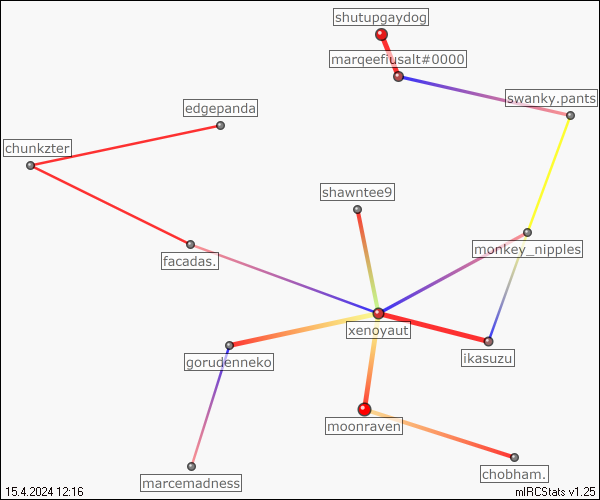 shutupgaydog
marqeefiusalt#0000
swanky.pants
edgepanda
chunkzter
shawntee9
monkey_nipples
facadas.
xenoyaut
ikasuzu
gorudenneko
moonraven
chobham.
marcemadness
15.4.2024 12:16
mIRCStats v1.25